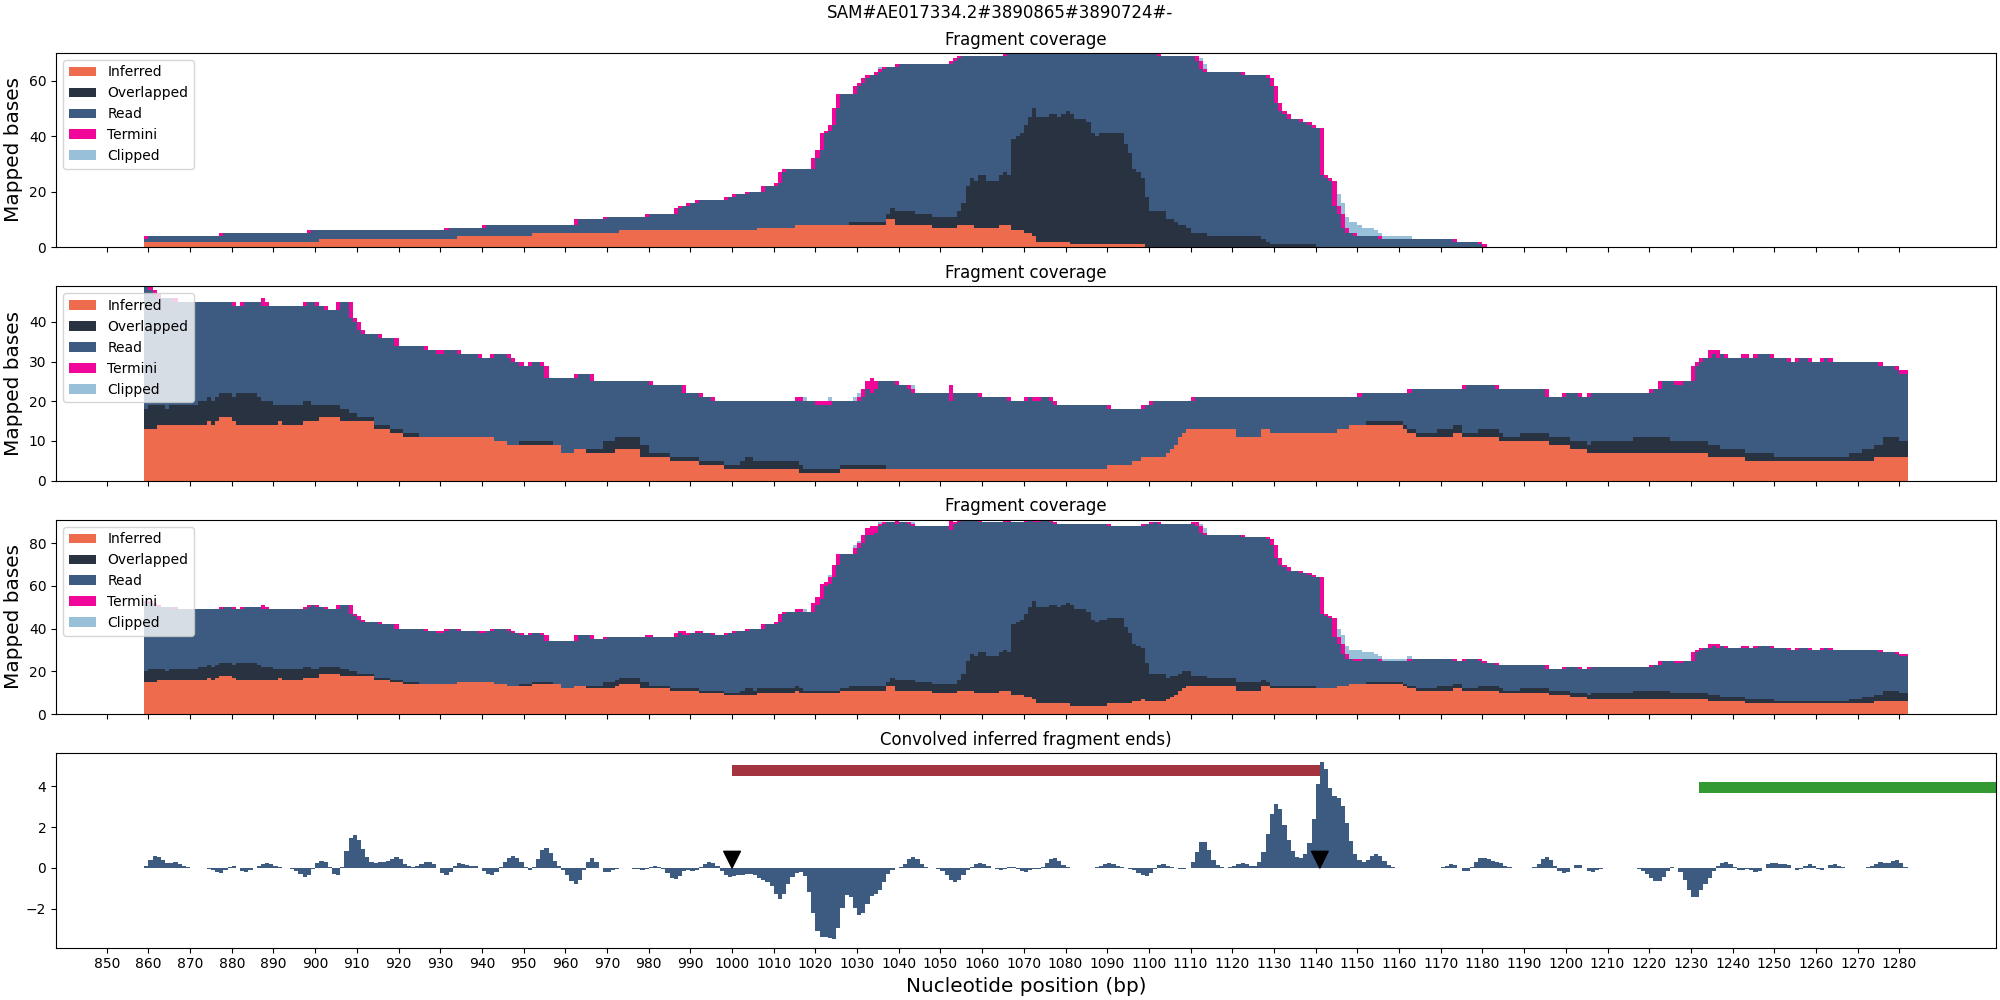 SAM#AE017334.2#3890865#3890724#-
Fragment coverage
Mapped bases
60
40
20
0
Inferred
Overlapped
Read
Termini
Clipped
Fragment coverage
Mapped bases
40
30
20
10
0
Inferred
Overlapped
Read
Termini
Clipped
Fragment coverage
Mapped bases
80
60
40
20
0
Inferred
Overlapped
Read
Termini
Clipped
Convolved inferred fragment ends)
4
2
0
−2
850 860 870 880 890 900 910 920 930 940 950 960 970 980 990 1000 1010 1020 1030 1040 1050 1060 1070 1080 1090 1100 1110 1120 1130 1140 1150 1160 1170 1180 1190 1200 1210 1220 1230 1240 1250 1260 1270 1280
Nucleotide position (bp)